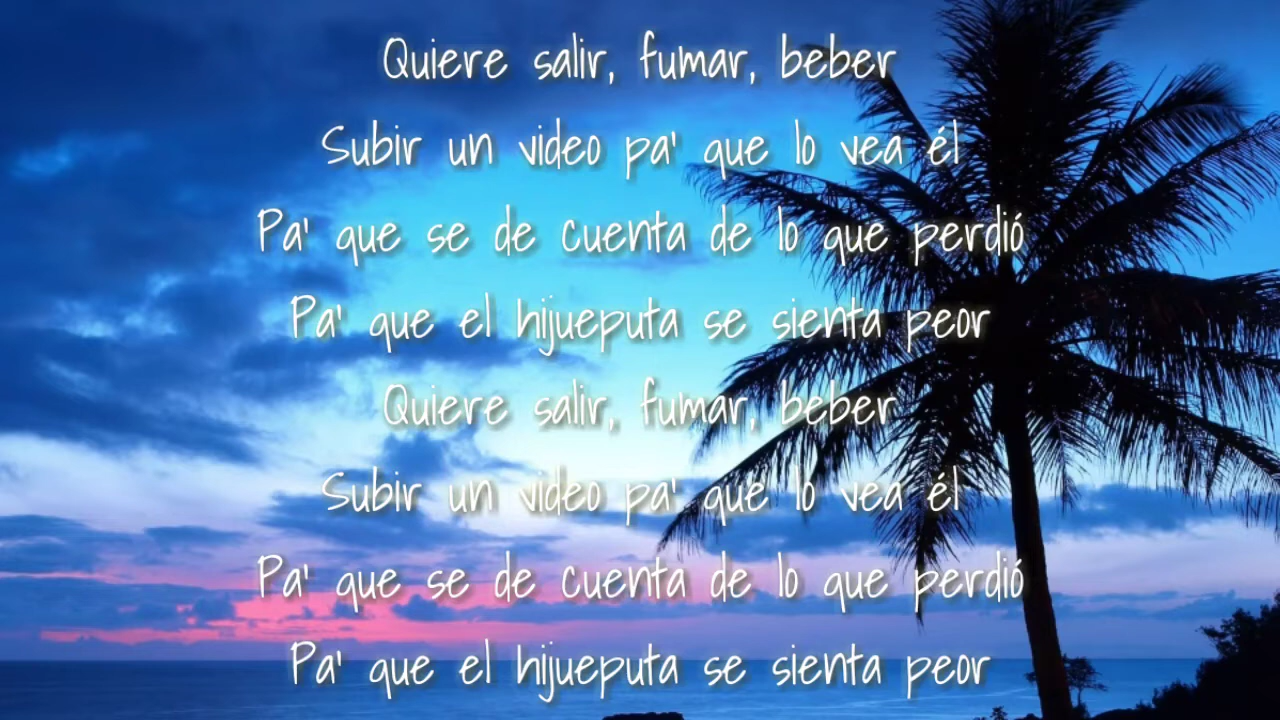 Quiere salir, fumar, beber
Subir un video pa' que lo vea él
Pa' que se de cuenta de lo que perdió
Pa' que el hijueputa se sienta peor
Quiere salir, fumar, beber
Subir un video pa' que lo vea él
Pa' que se de cuenta de lo que perdió
Pa' que el hijueputa se sienta peor